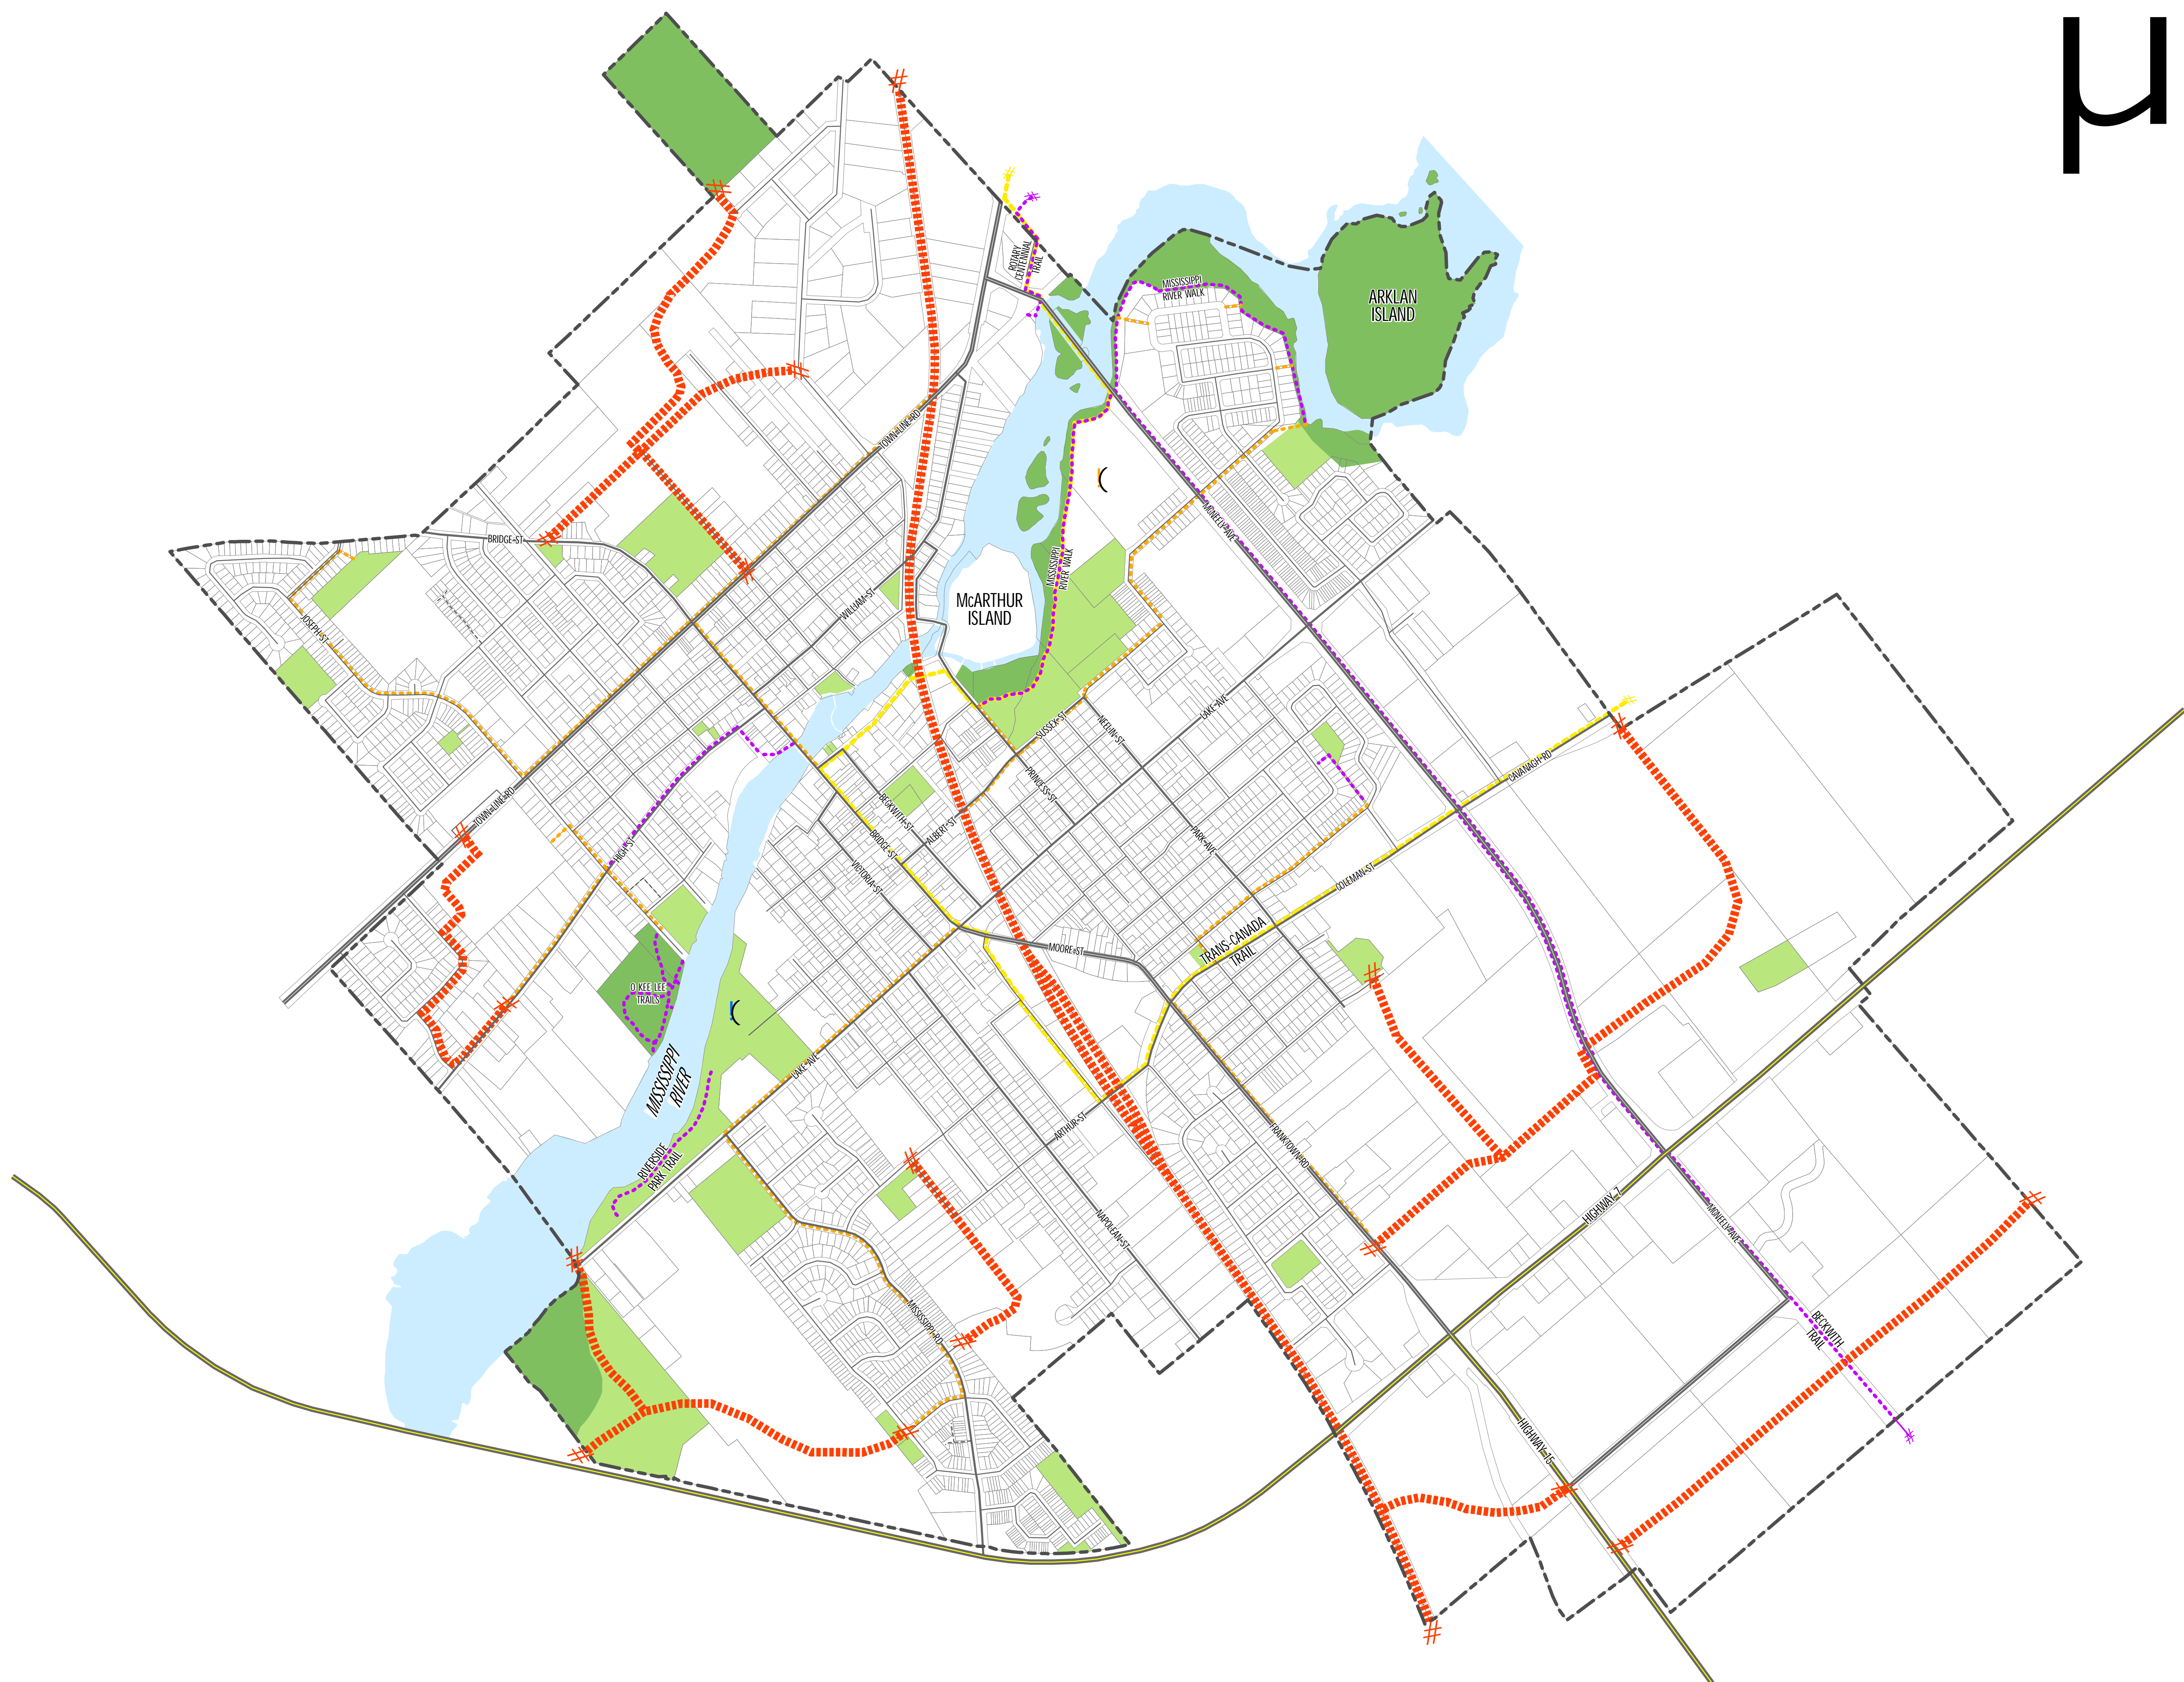 µ
ROTARY
CENTENNIAL
TRAIL
MISSISSIPPI
RIVER WALK
ARKLAN
ISLAND
TOWN-LINE-RD
BRIDGE-ST
MCNEELY-AVE
MISSISSIPPI
RIVER WALK
WILLIAM-ST
McARTHUR
ISLAND
JOSEPH-ST
LAKE-AVE
SUSSEX-ST
NEELIN-ST
CAVANAGH-RD
PRINCESS-ST
TOWN-LINE-RD
BECKWITH-ST
ALBERT-ST
BRIDGE-ST
HIGH-ST
PARK-AVE
VICTORIA-ST
COLEMAN-ST
TRANS-CANADA
TRAIL
MOORE-ST
O KEE LEE
TRAILS
LAKE-AVE
MISSISSIPPI
RIVER
ARTHUR-ST
FRANKTOWN-RD
RIVERSIDE
PARK TRAIL
HIGHWAY-7
NAPOLEAN-ST
MCNEELY-AVE
MISSISSIPPI-RD
BECKWITH
TRAIL
HIGHWAY-15